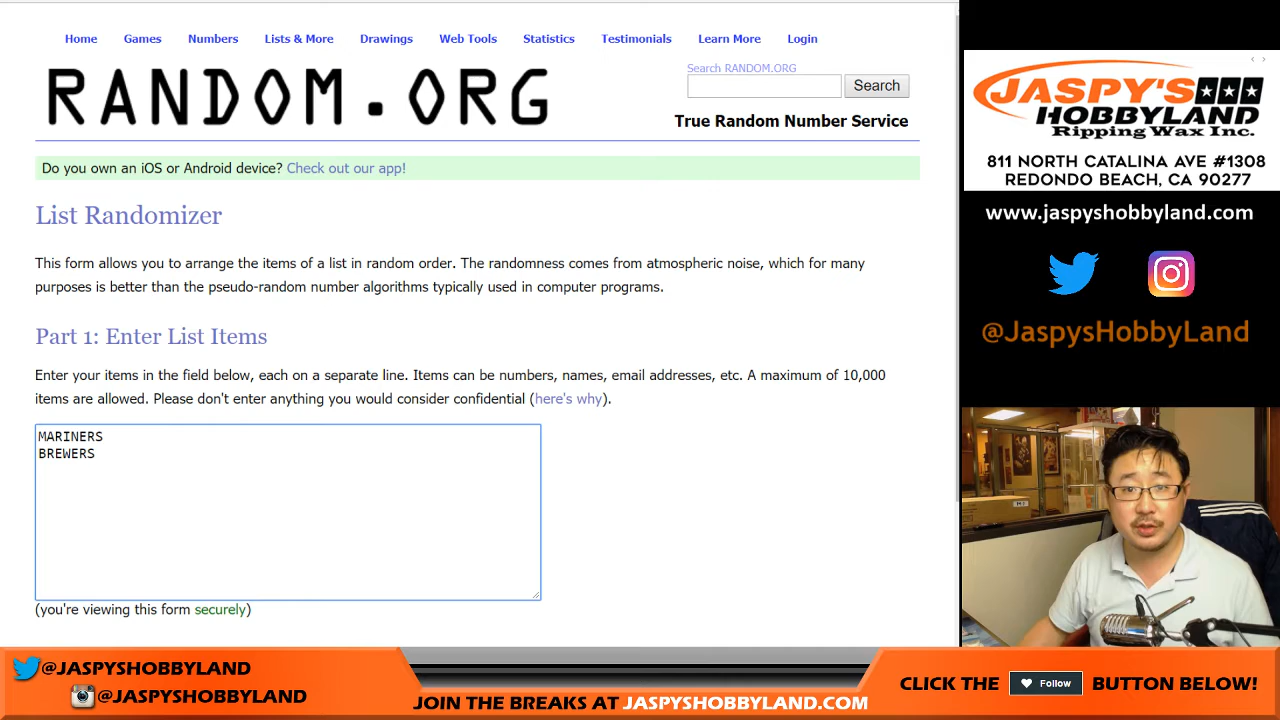 Home Games Numbers Lists & More Drawings Web Tools Statistics Testimonials Learn More Login
RANDOM.ORG
Search RANDOM.ORG
Search
True Random Number Service
Do you own an iOS or Android device? Check out our app!
List Randomizer
This form allows you to arrange the items of a list in random order. The randomness comes from atmospheric noise, which for many
purposes is better than the pseudo-random number algorithms typically used in computer programs.
Part 1: Enter List Items
Enter your items in the field below, each on a separate line. Items can be numbers, names, email addresses, etc. A maximum of 10,000
items are allowed. Please don't enter anything you would consider confidential (here's why).
MARINERS
BREWERS
(you're viewing this form securely)
JASPY'S
HOBBYLAND
Ripping Wax Inc.
811 NORTH CATALINA AVE #1308
REDONDO BEACH, CA 90277
www.jaspyshobbyland.com
@JaspysHobbyLand
@JASPYSHOBBYLAND
@JASPYSHOBBYLAND
JOIN THE BREAKS AT JASPYSHOBBYLAND.COM
CLICK THE Follow BUTTON BELOW!